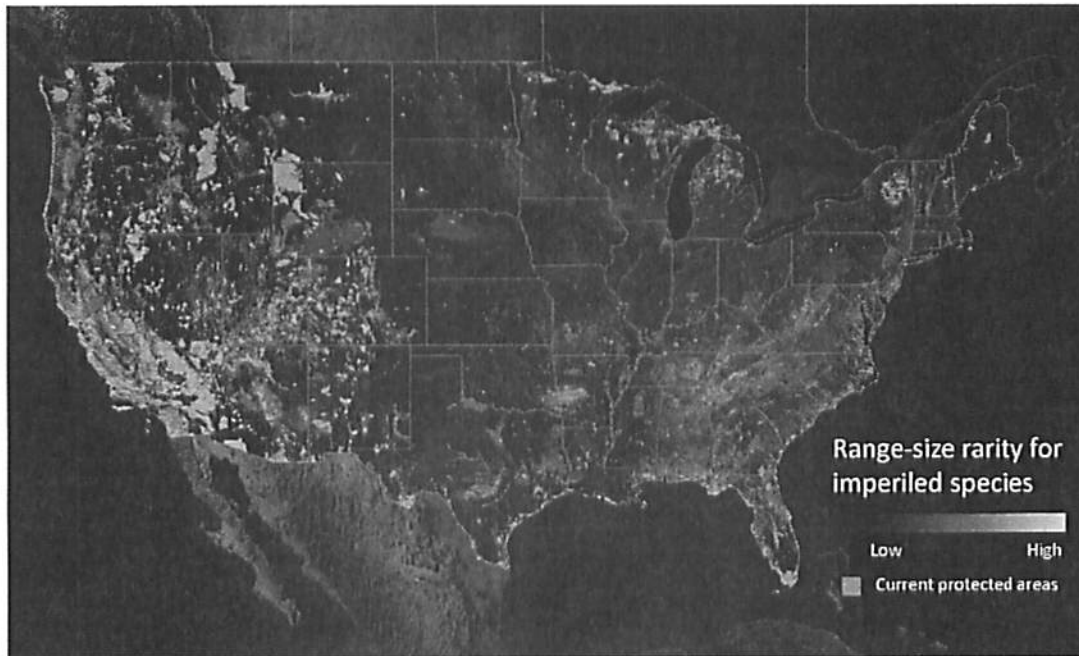 Range-size rarity for
imperiled species
Low High
Current protected areas